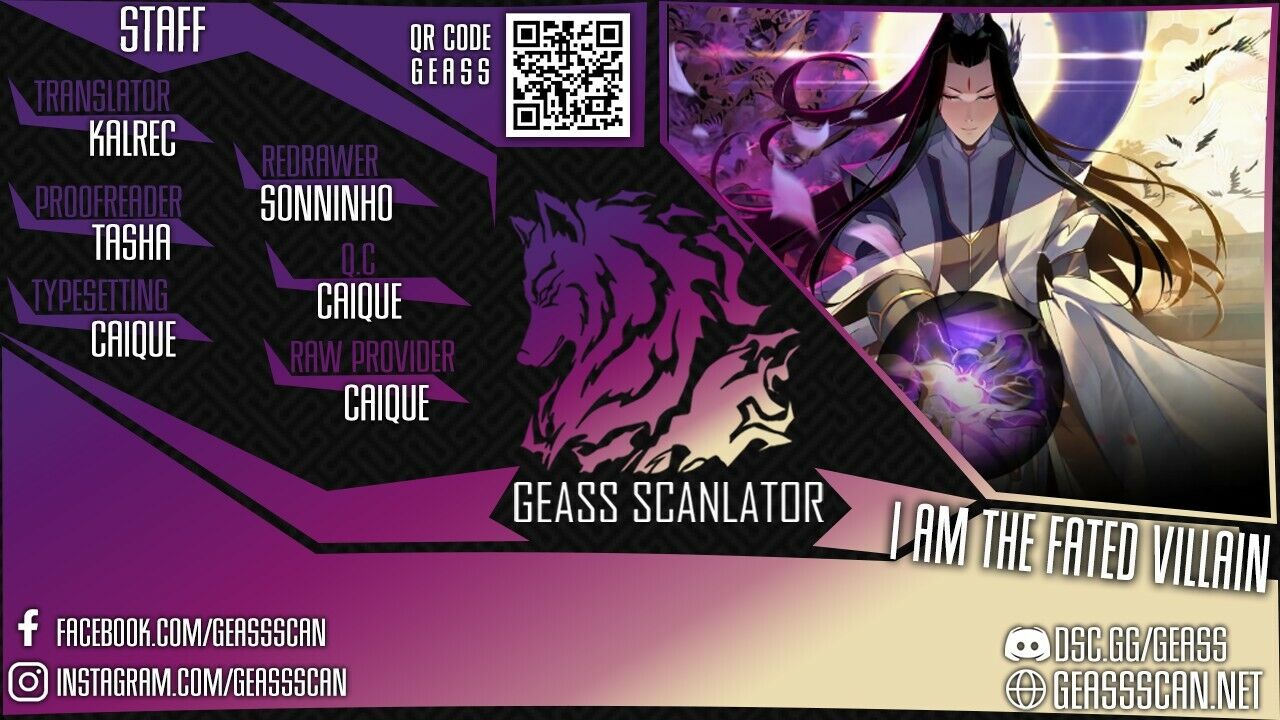 STAFF
TRANSLATOR
KALREC
PROOFREADER
TASHA
TYPESETTING
CAIQUE
REDRAWER
SONNINHO
Q.C
CAIQUE
RAW PROVIDER
CAIQUE
QR CODE
GEASS
GEASS SCANLATOR
I AM THE FATED VILLAIN
FACEBOOK.COM/GEASSSCAN
INSTAGRAM.COM/GEASSSCAN
DSC.GG/GEASS
GEASSSCAN.NET